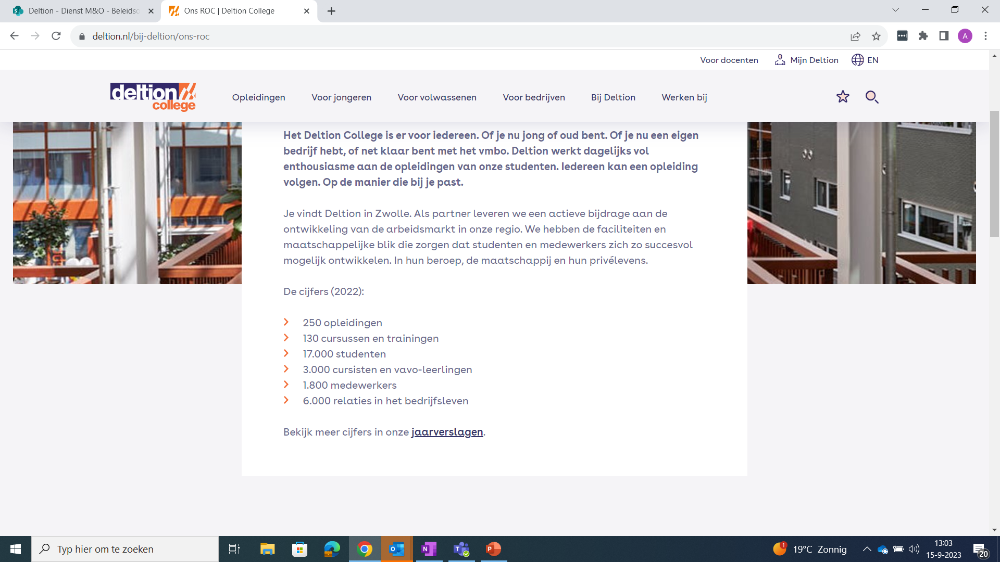 Deltion - Dienst M&O - Beleidso
Ons ROC | Deltion College
deltion.nl/bij-deltion/ons-roc
A
Voor docenten
Mijn Deltion
EN
deltion
college
Opleidingen
Voor jongeren
Voor volwassenen
Voor bedrijven
Bij Deltion
Werken bij
Het Deltion College is er voor iedereen. Of je nu jong of oud bent. Of je nu een eigen
bedrijf hebt, of net klaar bent met het vmbo. Deltion werkt dagelijks vol
enthousiasme aan de opleidingen van onze studenten. Iedereen kan een opleiding
volgen. Op de manier die bij je past.
Je vindt Deltion in Zwolle. Als partner leveren we een actieve bijdrage aan de
ontwikkeling van de arbeidsmarkt in onze regio. We hebben de faciliteiten en
maatschappelijke blik die zorgen dat studenten en medewerkers zich zo succesvol
mogelijk ontwikkelen. In hun beroep, de maatschappij en hun privélevens.
De cijfers (2022):
250 opleidingen
130 cursussen en trainingen
17.000 studenten
3.000 cursisten en vavo-leerlingen
1.800 medewerkers
6.000 relaties in het bedrijfsleven
Bekijk meer cijfers in onze jaarverslagen.
Typ hier om te zoeken
1
19°C Zonnig
13:03
15-9-2023
20